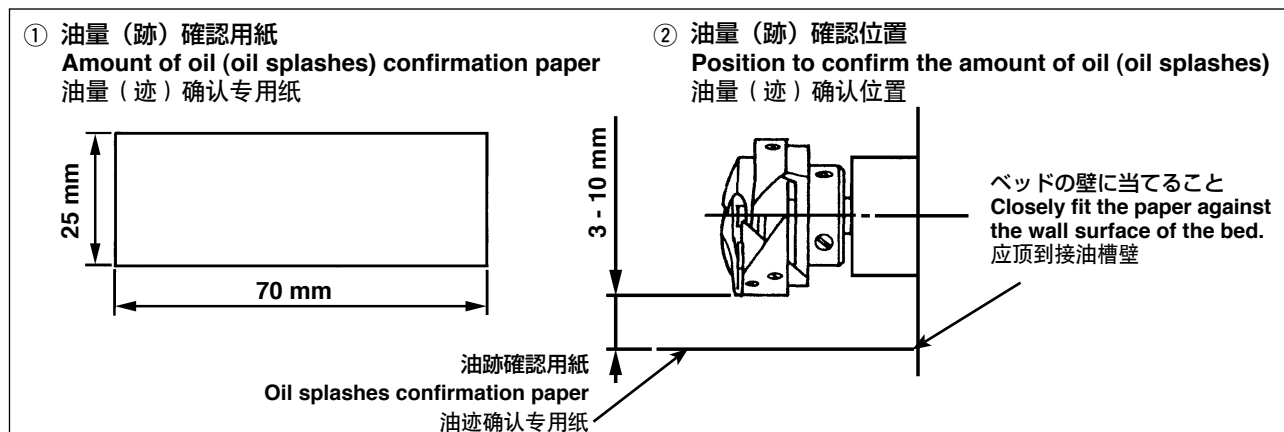 ① 油量（跡）確認用紙
Amount of oil (oil splashes) confirmation paper
油量（迹）确认专用纸
25 mm
70 mm
② 油量（跡）確認位置
Position to confirm the amount of oil (oil splashes)
油量（迹）确认位置
3 - 10 mm
ベッドの壁に当てること
Closely fit the paper against
the wall surface of the bed.
应顶到接油槽壁
油跡確認用紙
Oil splashes confirmation paper
油迹确认专用纸